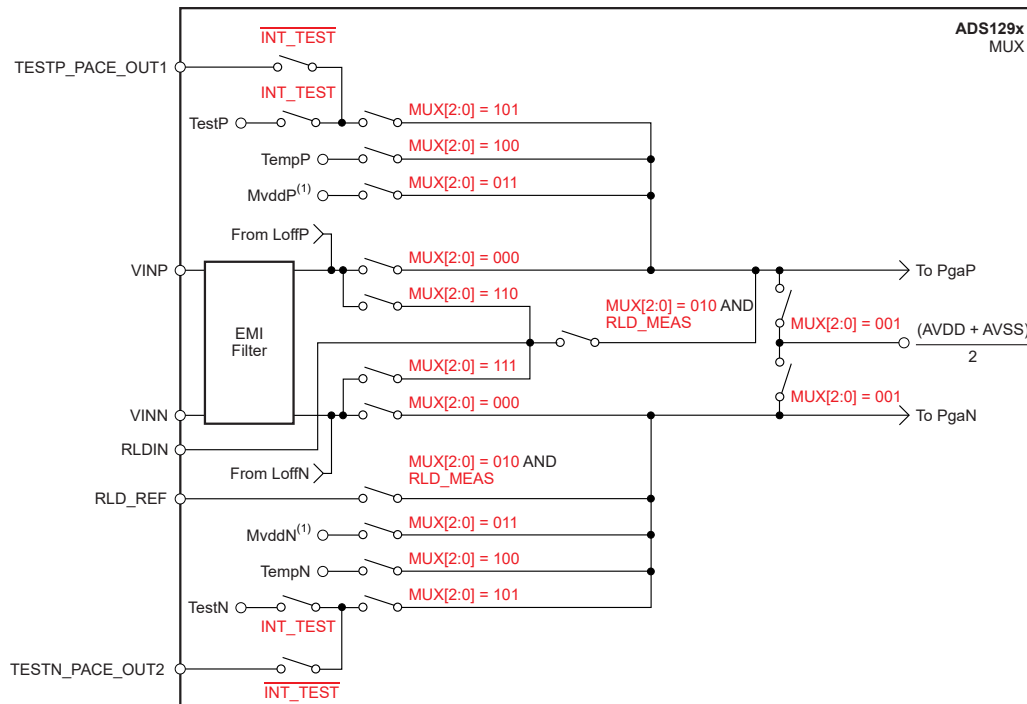 ADS129x
MUX
INT_TEST
TESTP_PACE_OUT1
INT_TEST
MUX[2:0] = 101
TestP
MUX[2:0] = 100
TempP
MUX[2:0] = 011
MvddP(1)
From LoffP
MUX[2:0] = 000
VINP
To PgaP
MUX[2:0] = 110
MUX[2:0] = 010 AND
RLD_MEAS
EMI
Filter
MUX[2:0] = 001
(AVDD + AVSS)
2
MUX[2:0] = 111
MUX[2:0] = 001
MUX[2:0] = 000
VINN
To PgaN
RLDIN
From LoffN
MUX[2:0] = 010 AND
RLD_MEAS
RLD_REF
MUX[2:0] = 011
MvddN(1)
MUX[2:0] = 100
TempN
MUX[2:0] = 101
TestN
INT_TEST
TESTN_PACE_OUT2
INT_TEST